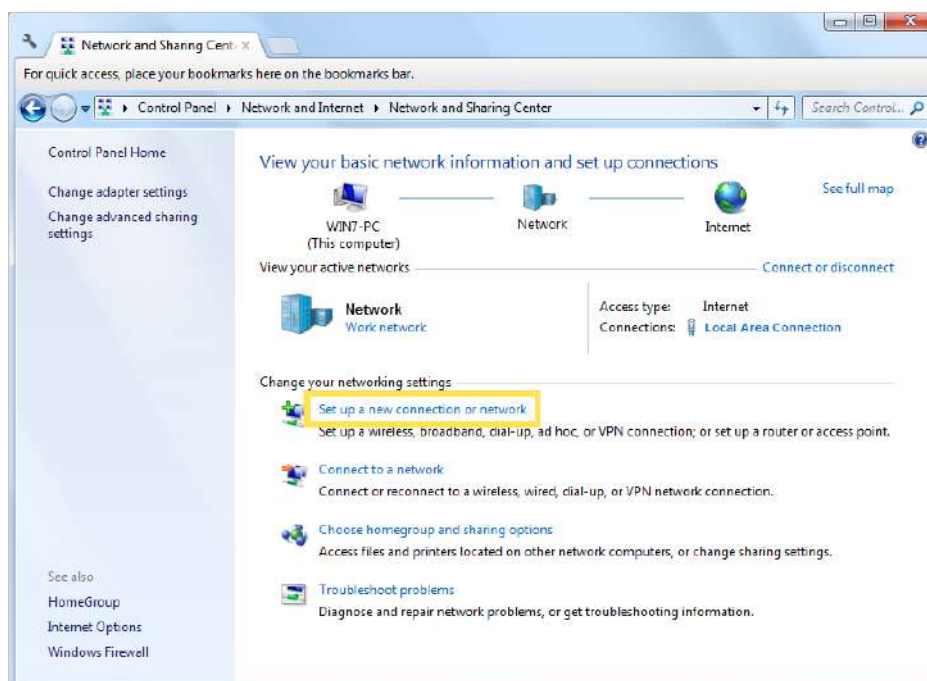 Network and Sharing Cent
For quick access, place your bookmarks here on the bookmarks bar.
Control Panel Network and Internet Network and Sharing Center
Search Control...
Control Panel Home
Change adapter settings
Change advanced sharing
settings
View your basic network information and set up connections
See full map
WIN7-PC
(This computer)
Network
Internet
View your active networks
Connect or disconnect
Network
Work network
Access type: Internet
Connections: Local Area Connection
Change your networking settings
Set up a new connection or network
Set up a wireless, broadband, dial-up, ad hoc, or VPN connection; or set up a router or access point.
Connect to a network
Connect or reconnect to a wireless, wired, dial-up, or VPN network connection.
Choose homegroup and sharing options
Access files and printers located on other network computers, or change sharing settings.
Troubleshoot problems
Diagnose and repair network problems, or get troubleshooting information.
See also
HomeGroup
Internet Options
Windows Firewall